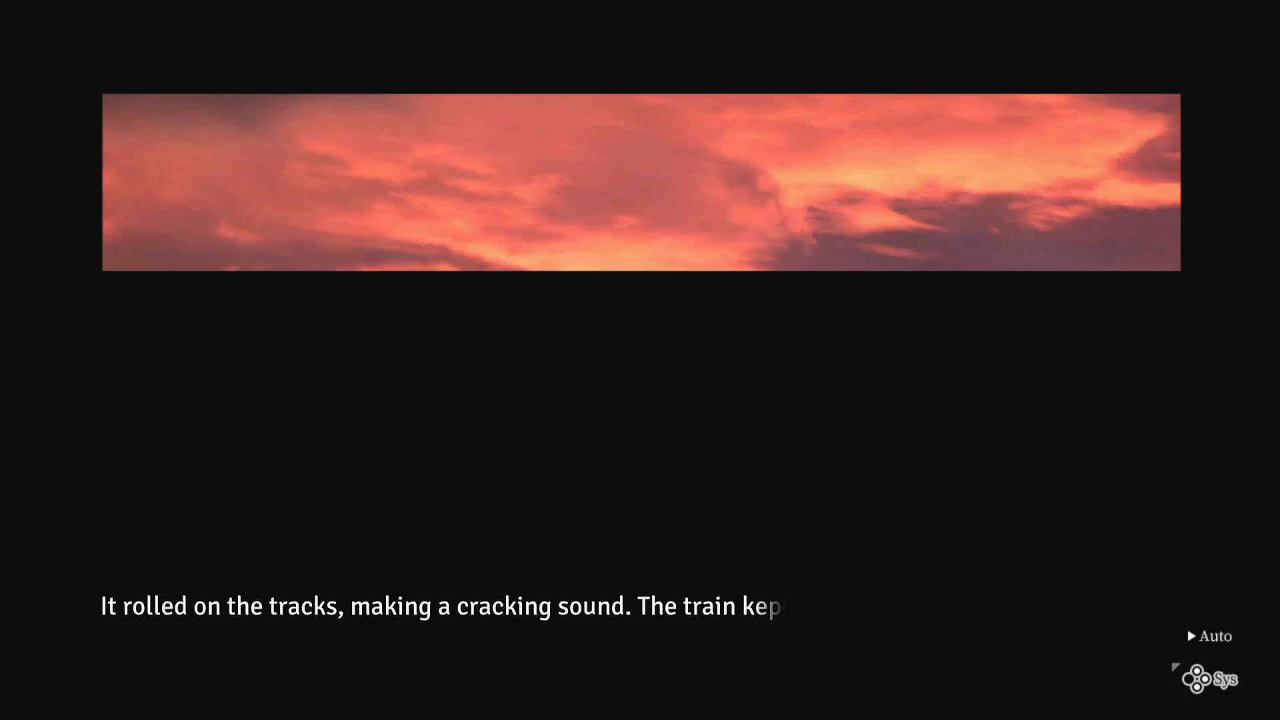 It rolled on the tracks, making a cracking sound. The train kep
Auto
Sys